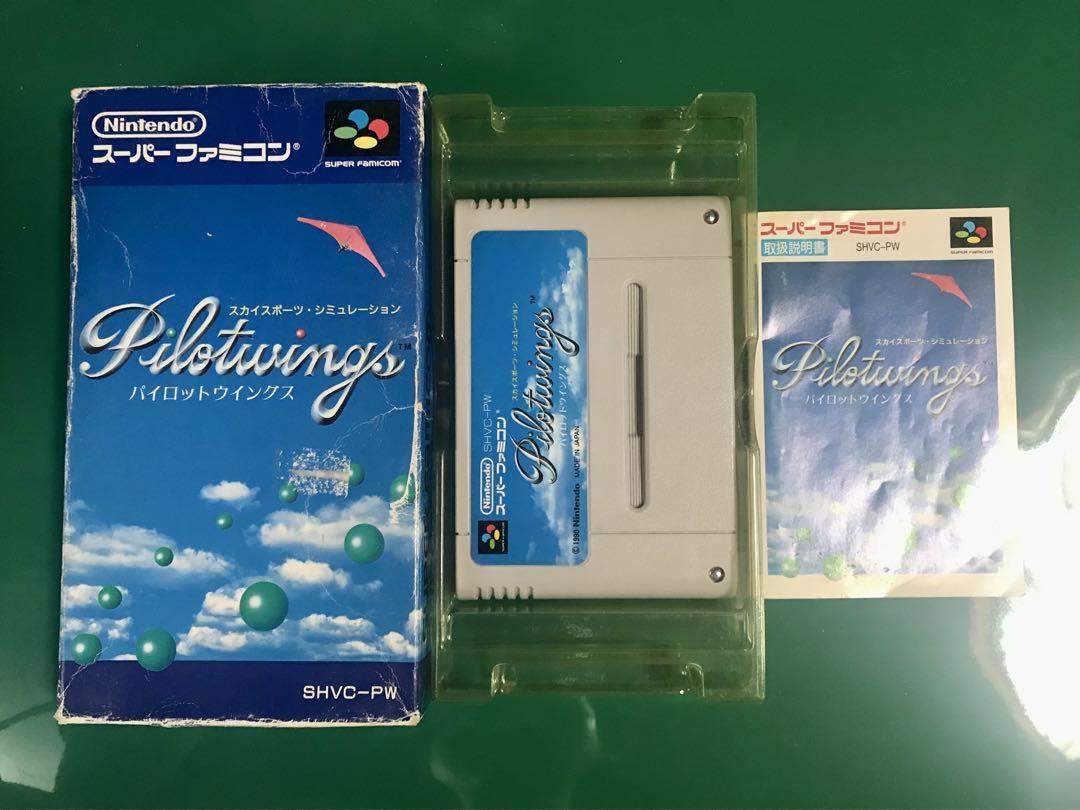 Nintendo
スーパーファミコン®
SUPER FAMICOM
スカイスポーツ・シミュレーション
Pilotwings™
パイロットウイングス
SHVC-PW
Nintendo SHVC-PW
スーパーファミコン®
スカイスポーツ・シミュレーション
Pilotwings™
パイロットウイングス
© 1990 Nintendo MADE IN JAPAN
スーパーファミコン®
取扱説明書 SHVC-PW
SUPER FAMICOM
スカイスポーツ・シミュレーション
Pilotwings
パイロットウイングス